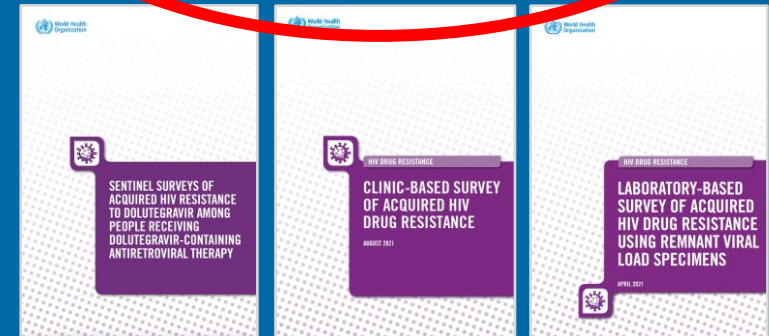 World Health
Organization
SENTINEL SURVEYS OF
ACQUIRED HIV RESISTANCE
TO DOLUTEGRAVIR AMONG
PEOPLE RECEIVING
DOLUTEGRAVIR-CONTAINING
ANTIRETROVIRAL THERAPY
World Health
Organization
HIV DRUG RESISTANCE
CLINIC-BASED SURVEY
OF ACQUIRED HIV
DRUG RESISTANCE
AUGUST 2021
World Health
Organization
HIV DRUG RESISTANCE
LABORATORY-BASED
SURVEY OF ACQUIRED
HIV DRUG RESISTANCE
USING REMNANT VIRAL
LOAD SPECIMENS
APRIL 2021